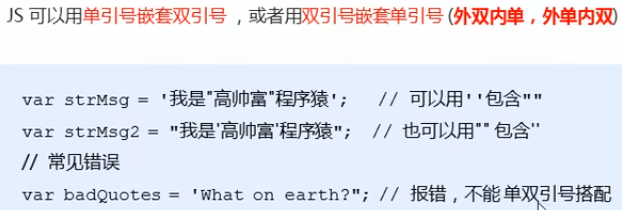 JS 可以用单引号嵌套双引号 ，或者用双引号嵌套单引号 (外双内单，外单内双)
var strMsg = '我是"高帅富"程序猿';   // 可以用''包含""
var strMsg2 = "我是'高帅富'程序猿";  // 也可以用"" 包含''
// 常见错误
var badQuotes = 'What on earth?"; // 报错，不能 单双引号搭配